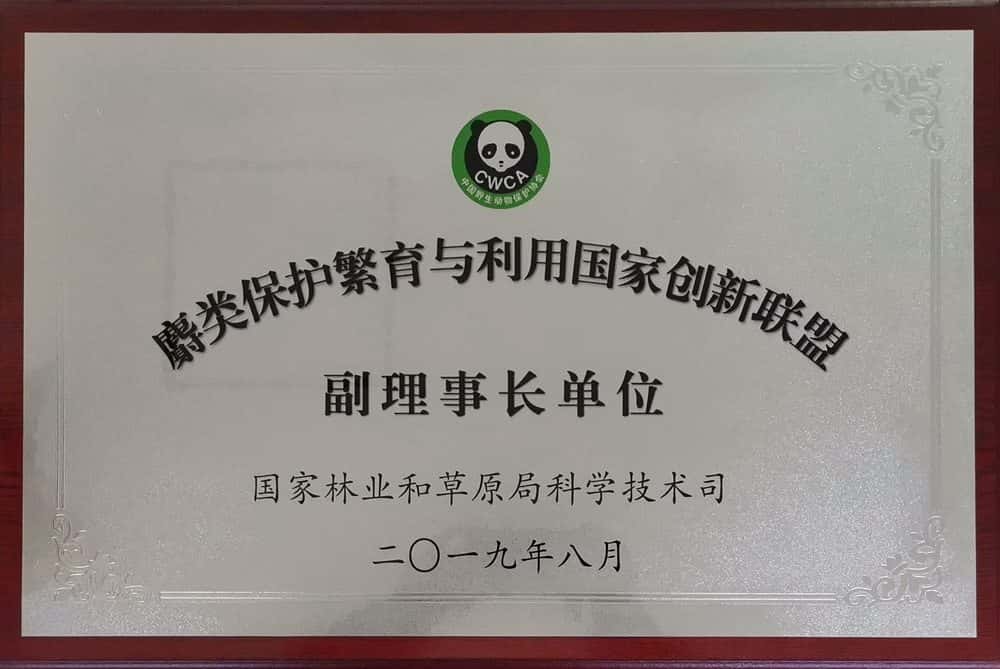 CWCA
中国野生动物保护协会
麝类保护繁育与利用国家创新联盟
副理事长单位
国家林业和草原局科学技术司
二〇一九年八月